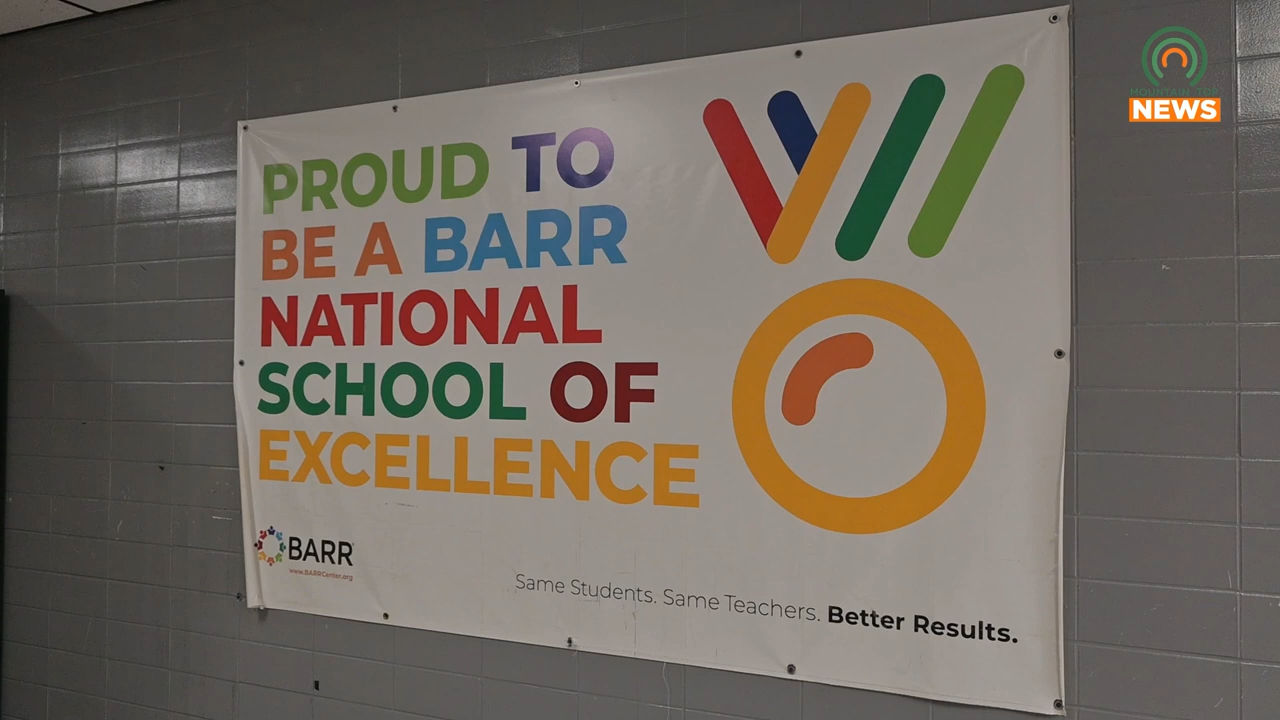 PROUD TO
BE A BARR
NATIONAL
SCHOOL OF
EXCELLENCE
BARR
www.BARRCenter.org
Same Students. Same Teachers. Better Results.
MOUNTAIN TOP
NEWS